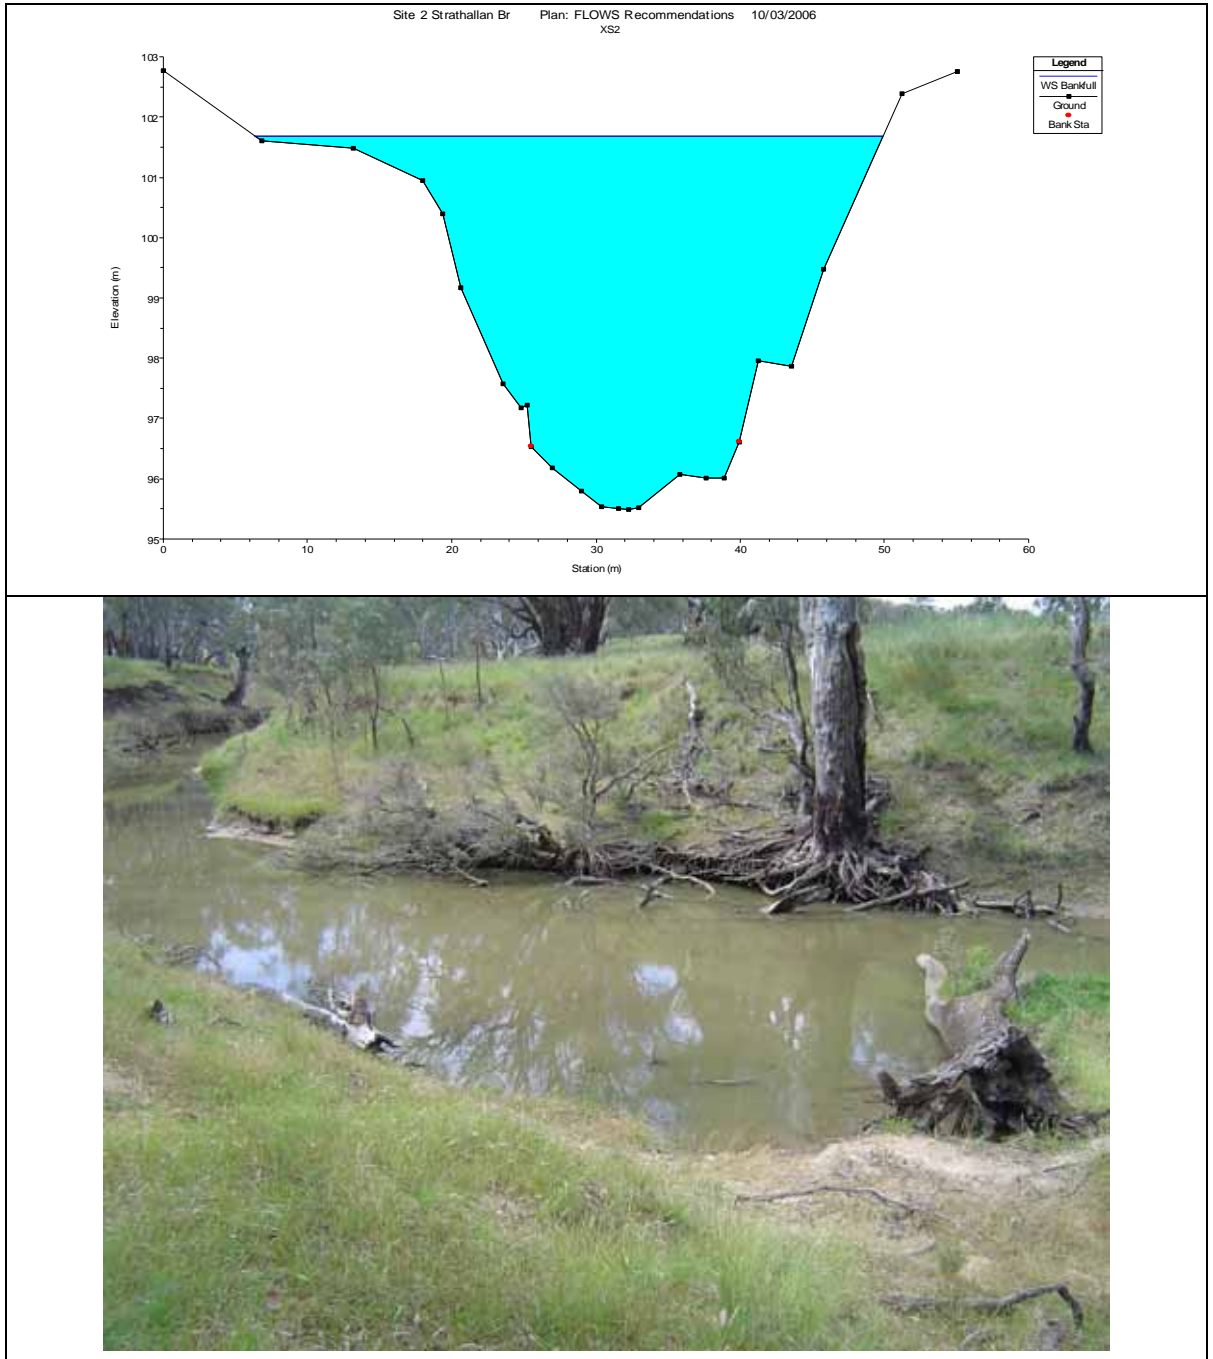 Site 2 Strathallan Br Plan: FLOWS Recommendations 10/03/2006
XS2
Legend
WS Bankfull
Ground
Bank Sta
Elevation (m)
103
102
101
100
99
98
97
96
95
0 10 20 30 40 50 60
Station (m)